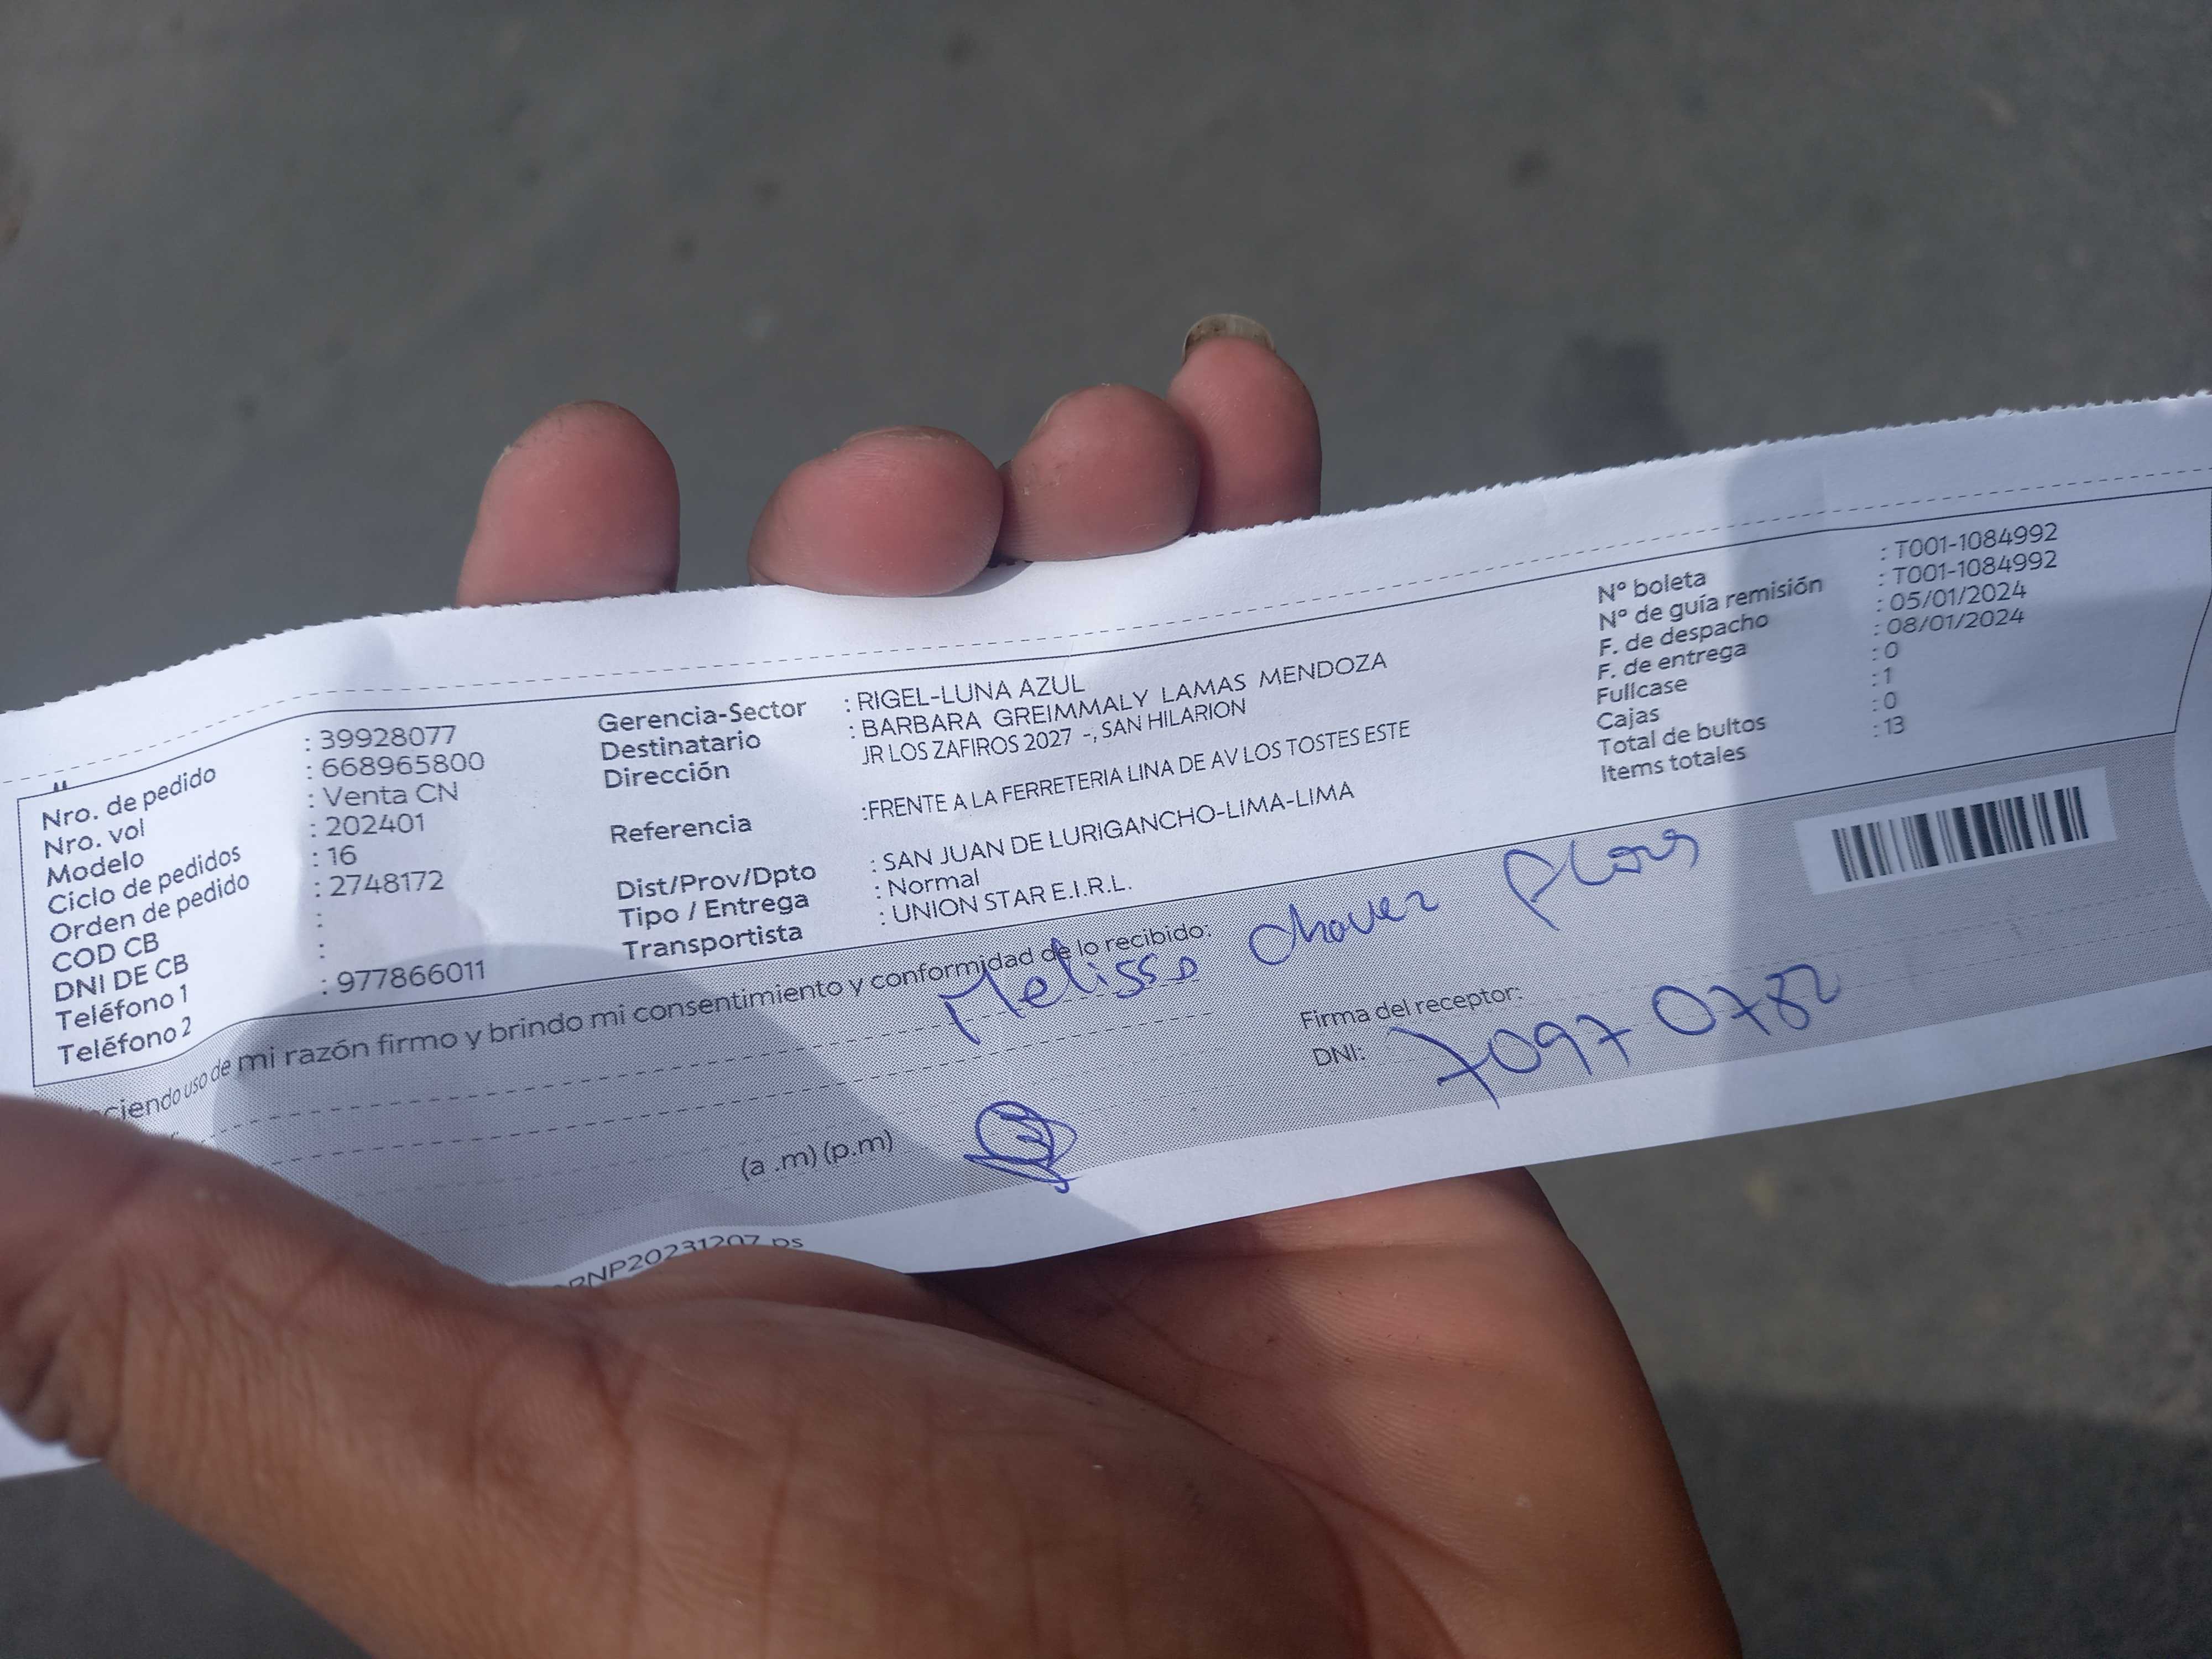 Nro. de pedido : 39928077
Nro. vol : 668965800
Modelo : Venta CN
Ciclo de pedidos : 202401
Orden de pedido : 16
COD CB : 2748172
DNI DE CB :
Teléfono 1 :
Teléfono 2 : 977866011
Gerencia-Sector : RIGEL-LUNA AZUL
Destinatario : BARBARA GREIMMALY LAMAS MENDOZA
Dirección JR LOS ZAFIROS 2027 -, SAN HILARION
Referencia :FRENTE A LA FERRETERIA LINA DE AV LOS TOSTES ESTE
Dist/Prov/Dpto : SAN JUAN DE LURIGANCHO-LIMA-LIMA
Tipo / Entrega : Normal
Transportista : UNION STAR E.I.R.L.
N° boleta : T001-1084992
N° de guía remisión : T001-1084992
F. de despacho : 05/01/2024
F. de entrega : 08/01/2024
Fullcase : 0
Cajas : 1
Total de bultos : 0
Items totales : 13
ciendo uso de mi razón firmo y brindo mi consentimiento y conformidad de lo recibido:
Melissa Chavez
Firma del receptor:
DNI: 70970782
(a .m) (p.m)
RNP20231207.ps